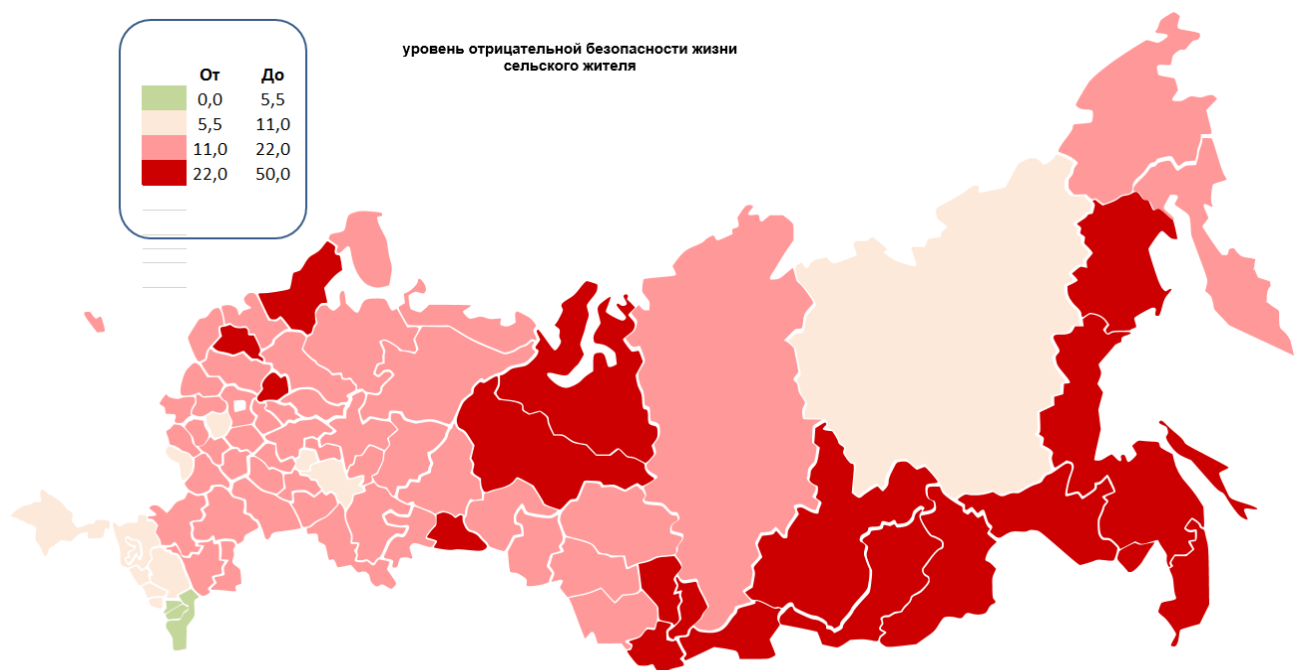 уровень отрицательной безопасности жизни
сельского жителя
От До
0,0 5,5
5,5 11,0
11,0 22,0
22,0 50,0